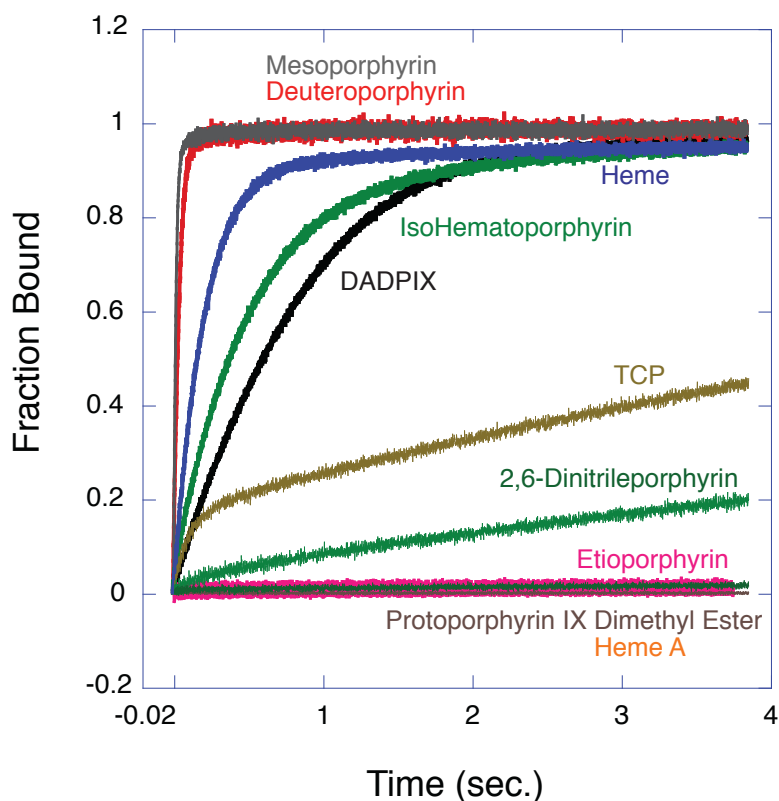 1.2
Mesoporphyrin
Deuteroporphyrin
1
Heme
0.8
IsoHematoporphyrin
DADPIX
0.6
Fraction Bound
TCP
0.4
2,6-Dinitrileporphyrin
0.2
Etioporphyrin
0
Protoporphyrin IX Dimethyl Ester
Heme A
-0.2
-0.02 1 2 3 4
Time (sec.)